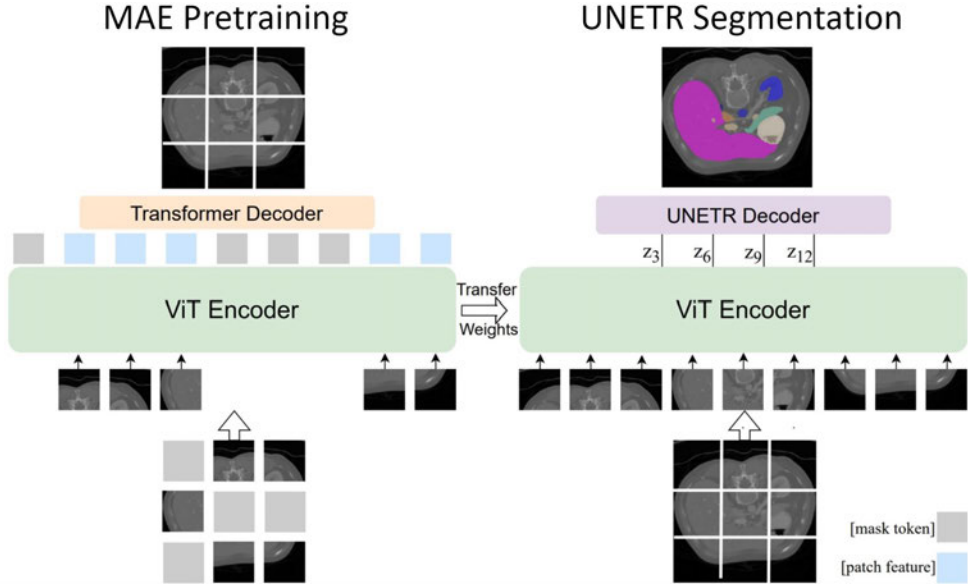 MAE Pretraining
UNETR Segmentation
Transformer Decoder
UNETR Decoder
z3
z6
z9
z12
ViT Encoder
Transfer
Weights
ViT Encoder
[mask token]
[patch feature]